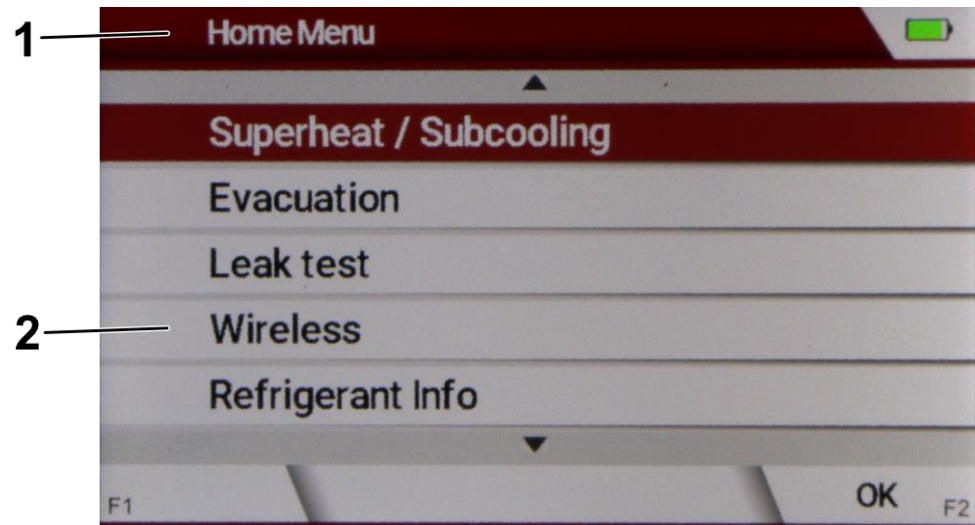 1
Home Menu
Superheat / Subcooling
Evacuation
Leak test
2
Wireless
Refrigerant Info
F1
OK
F2